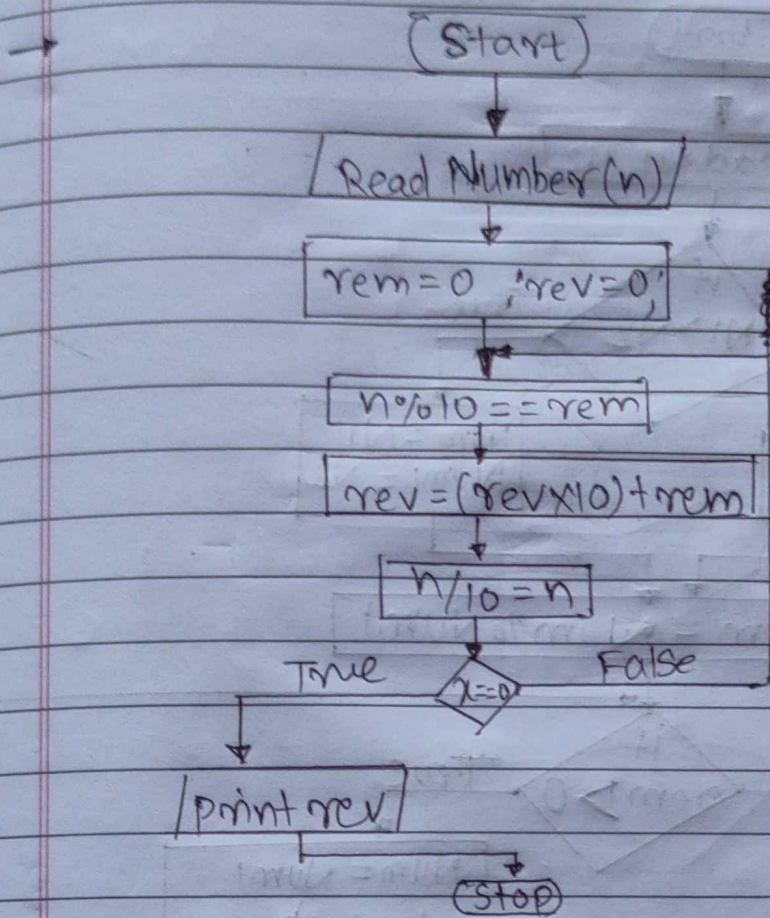 Start
Read Number(n)
rem=0 , rev=0;
n%10 == rem
rev=(rev×10)+rem
n/10=n
True x==0 False
print rev
Stop